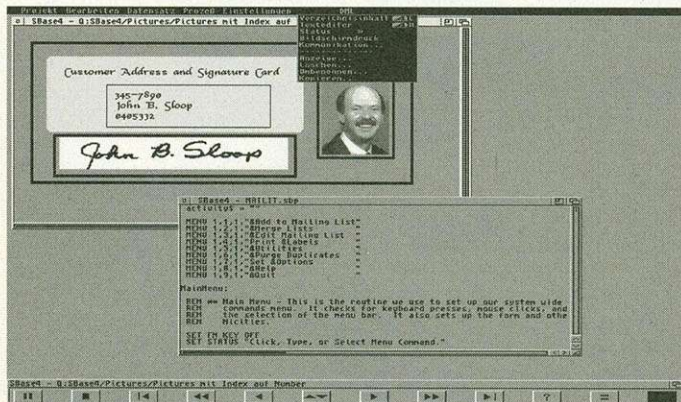 Projekt Bearbeiten Datensatz Prozeß Einstellungen DML
SBase4 - Q:SBase4/Pictures/Pictures mit Index auf
Verzeichnisinhalt
Texteditor
Status »
Bildschirmdruck
Kommunikation...
Anzeige...
Löschen...
Umbenennen...
Kopieren...
Customer Address and Signature Card
345-7890
John B. Sloop
0405332
John B. Sloop
SBase4 - MAILIT.sbp
activity$ = ""
MENU 1,1,1,"&Add to Mailing List"
MENU 1,2,1,"&Merge Lists "
MENU 1,3,1,"&Edit Mailing List "
MENU 1,4,1,"Print &Labels "
MENU 1,5,1,"&Utilities "
MENU 1,6,1,"&Purge Duplicates "
MENU 1,7,1,"Set &Options "
MENU 1,8,1,"&Help "
MENU 1,9,1,"&Quit "
MainMenu:
REM ** Main Menu - This is the routine we use to set up our system wide
REM commands menu. It checks for keyboard presses, mouse clicks, and
REM the selection of the menu bar. It also sets up the form and othe
REM Nicities.
SET FN KEY OFF
SET STATUS "Click, Type, or Select Menu Command."
SBase4 - Q:SBase4/Pictures/Pictures mit Index auf Number
? =